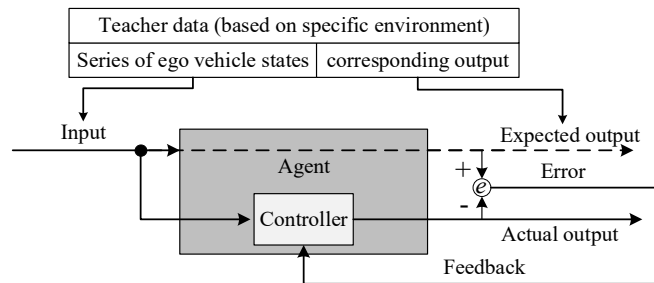 Teacher data (based on specific environment)
Series of ego vehicle states
corresponding output
Input
Expected output
Agent
+
e
Error
-
Controller
Actual output
Feedback